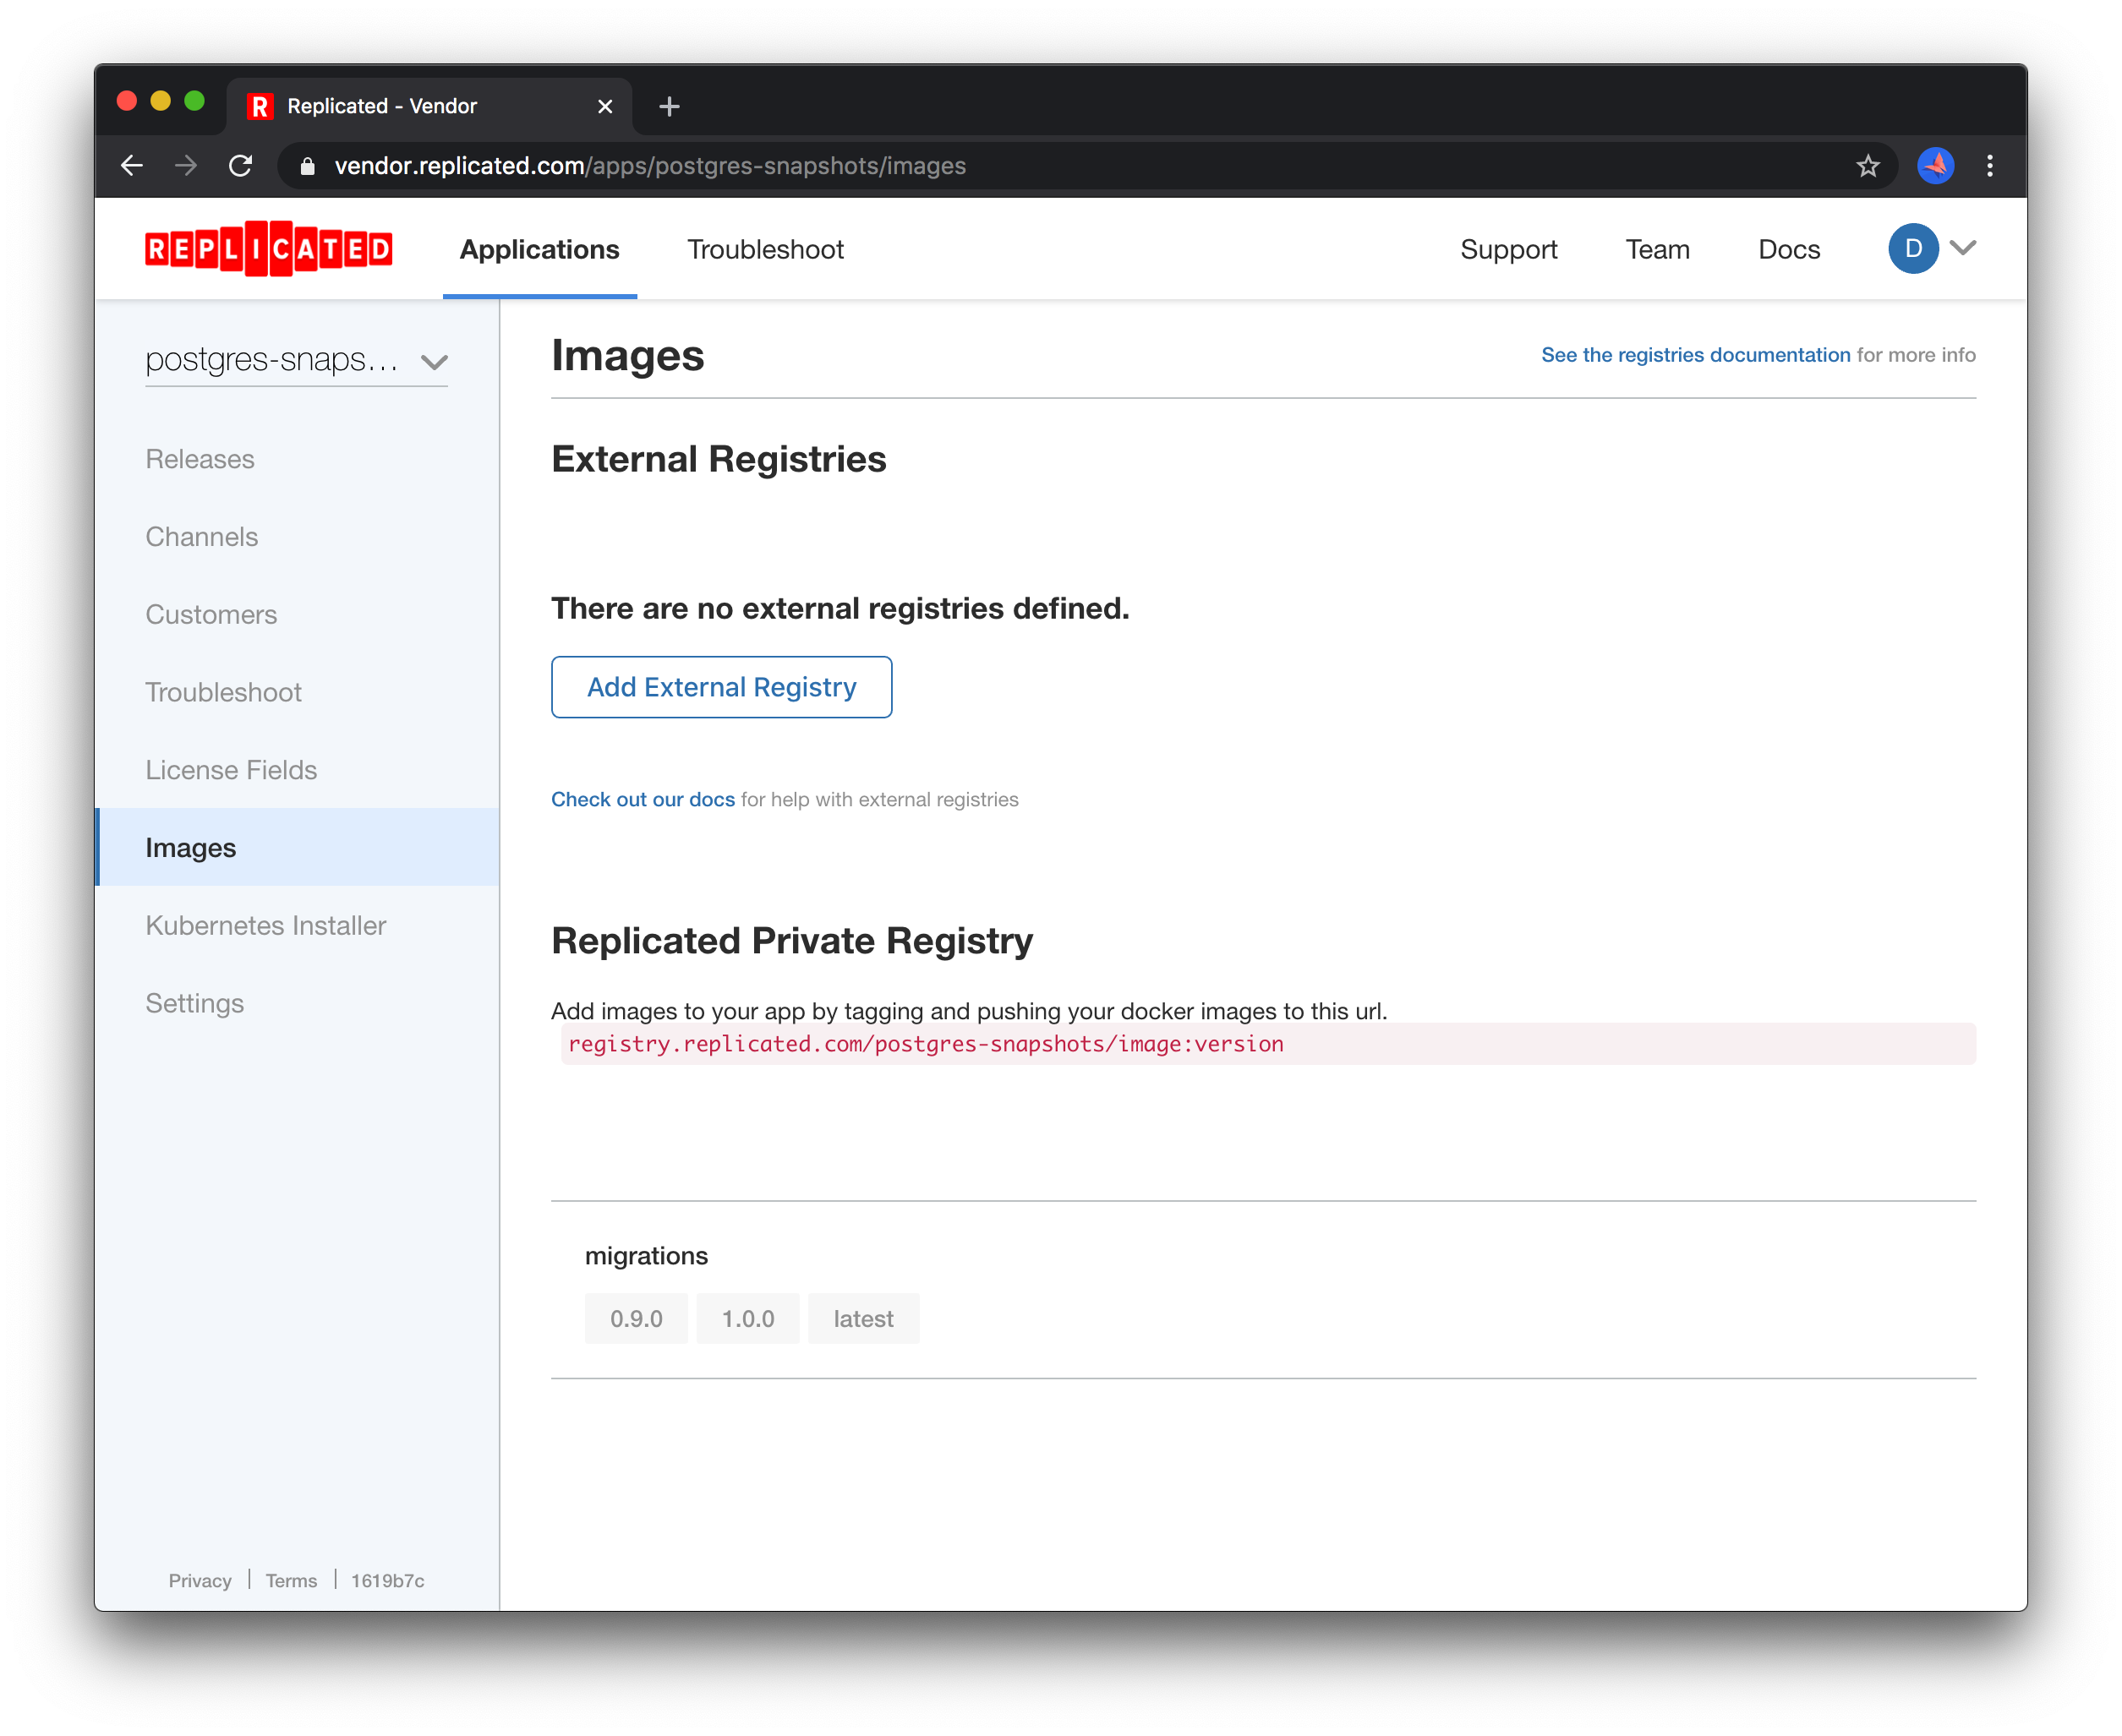 R Replicated - Vendor
vendor.replicated.com/apps/postgres-snapshots/images
REPLICATED Applications Troubleshoot Support Team Docs D
postgres-snaps...
Releases
Channels
Customers
Troubleshoot
License Fields
Images
Kubernetes Installer
Settings
Privacy | Terms | 1619b7c
Images
See the registries documentation for more info
External Registries
There are no external registries defined.
Add External Registry
Check out our docs for help with external registries
Replicated Private Registry
Add images to your app by tagging and pushing your docker images to this url.
registry.replicated.com/postgres-snapshots/image:version
migrations
0.9.0 1.0.0 latest